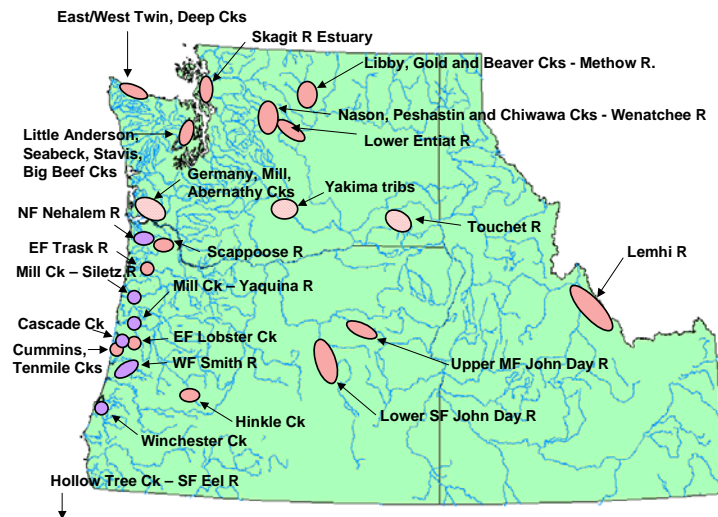 East/West Twin, Deep Cks
Skagit R Estuary
Libby, Gold and Beaver Cks - Methow R.
Nason, Peshastin and Chiwawa Cks - Wenatchee R
Lower Entiat R
Little Anderson,
Seabeck, Stavis,
Big Beef Cks
Germany, Mill,
Abernathy Cks
Yakima tribs
Touchet R
NF Nehalem R
Scappoose R
EF Trask R
Lemhi R
Mill Ck – Siletz R
Mill Ck – Yaquina R
Cascade Ck
EF Lobster Ck
Cummins,
Tenmile Cks
WF Smith R
Upper MF John Day R
Lower SF John Day R
Hinkle Ck
Winchester Ck
Hollow Tree Ck – SF Eel R